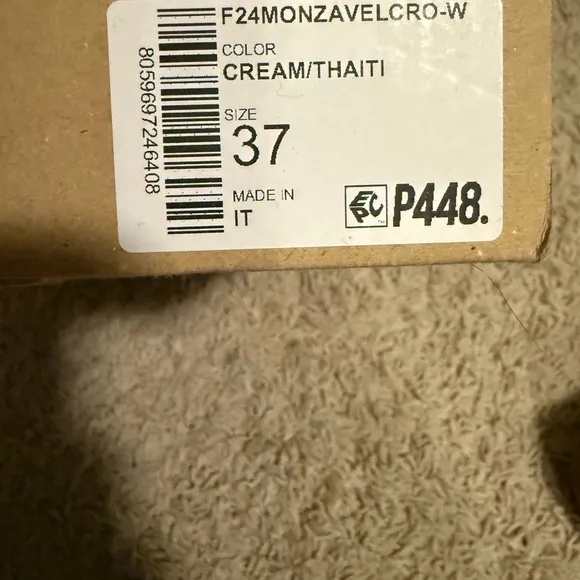 F24MONZAVELCRO-W
COLOR
CREAM/THAITI
SIZE
37
MADE IN
IT
P448.
8059697246408